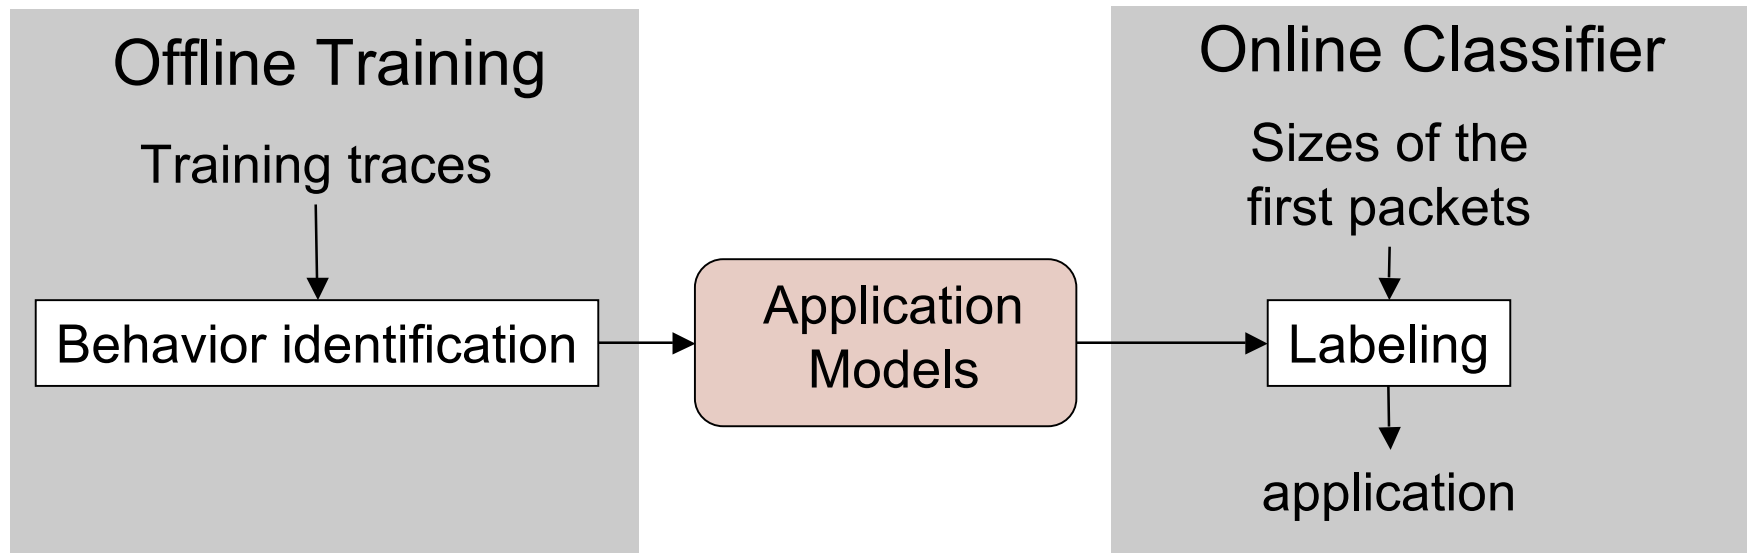 Offline Training
Training traces
Behavior identification
Application
Models
Online Classifier
Sizes of the
first packets
Labeling
application